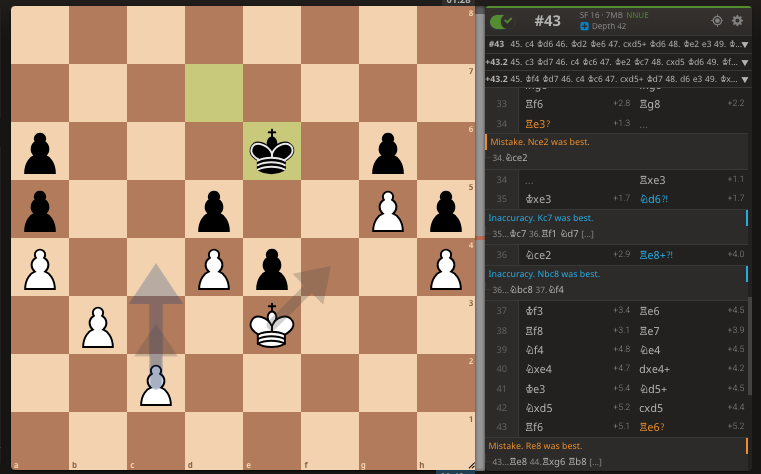 01:28
8
7
6
5
4
3
2
1
a b c d e f g h
#43
SF 16 · 7MB NNUE
Depth 42
#43 45. c4 ♔d6 46. ♔d2 ♔e6 47. cxd5+ ♔d6 48. ♔e2 e3 49. ♔... ▼
+43.2 45. c3 ♔d7 46. c4 ♔c6 47. ♔e2 ♔c7 48. cxd5 ♔d6 49. ♔f... ▼
+43.2 45. ♔f4 ♔d7 46. c4 ♔c6 47. cxd5+ ♔d7 48. d6 e3 49. ♔x... ▼
33 ♖f6 +2.8 ♖g8 +2.2
34 ♖e3? +1.3 ...
Mistake. Nce2 was best.
34. ♘ce2
34 ... ♖xe3 +1.1
35 ♔xe3 +1.7 ♘d6?! +1.7
Inaccuracy. Kc7 was best.
35... ♔c7 36. ♖f1 ♘d7 [...]
36 ♘ce2 +2.9 ♖e8+?! +4.0
Inaccuracy. Nbc8 was best.
36... ♘bc8 37. ♘f4
37 ♔f3 +3.4 ♖e6 +4.5
38 ♖f8 +3.1 ♖e7 +3.9
39 ♘f4 +4.8 ♘e4 +4.5
40 ♘xe4 +4.7 dxe4+ +4.2
41 ♔e3 +5.4 ♘d5+ +4.5
42 ♘xd5 +5.2 cxd5 +4.4
43 ♖f6 +5.1 ♖e6? +5.2
Mistake. Re8 was best.
43... ♖e8 44. ♖xg6 ♖b8 [...]